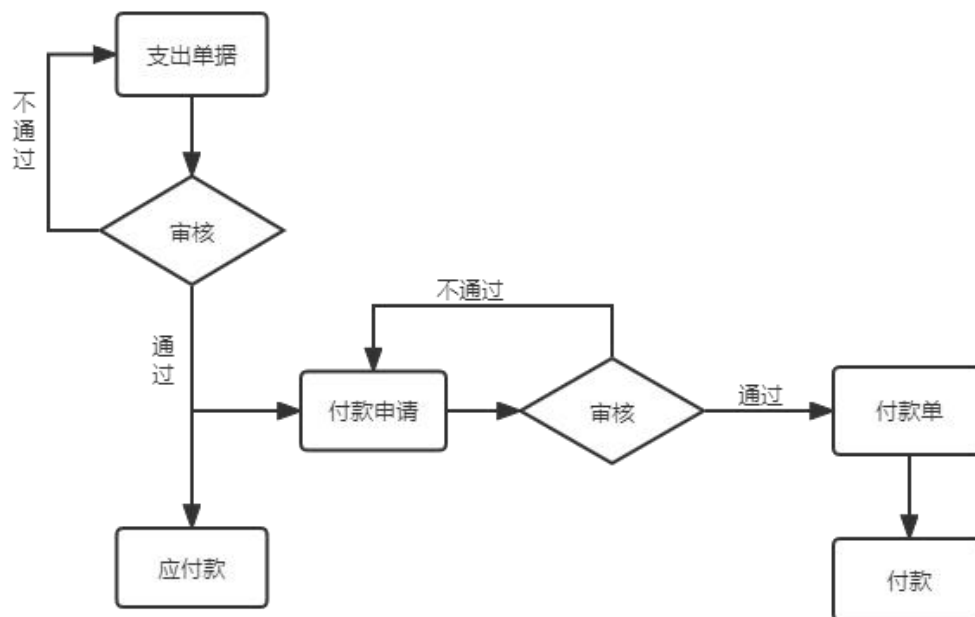 支出单据
不通过
审核
通过
不通过
付款申请
审核
通过
付款单
应付款
付款